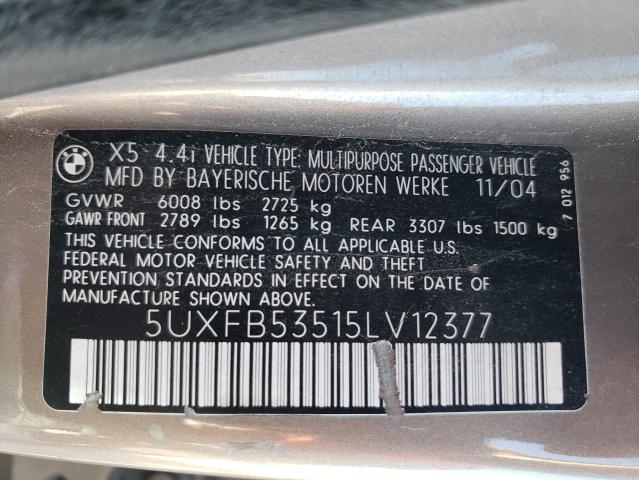 BMW
X5 4.4i VEHICLE TYPE: MULTIPURPOSE PASSENGER VEHICLE
MFD BY BAYERISCHE MOTOREN WERKE 11/04
GVWR 6008 lbs 2725 kg
GAWR FRONT 2789 lbs 1265 kg REAR 3307 lbs 1500 kg
THIS VEHICLE CONFORMS TO ALL APPLICABLE U.S.
FEDERAL MOTOR VEHICLE SAFETY AND THEFT
PREVENTION STANDARDS IN EFFECT ON THE DATE OF
MANUFACTURE SHOWN ABOVE.
5UXFB53515LV12377
7 012 956